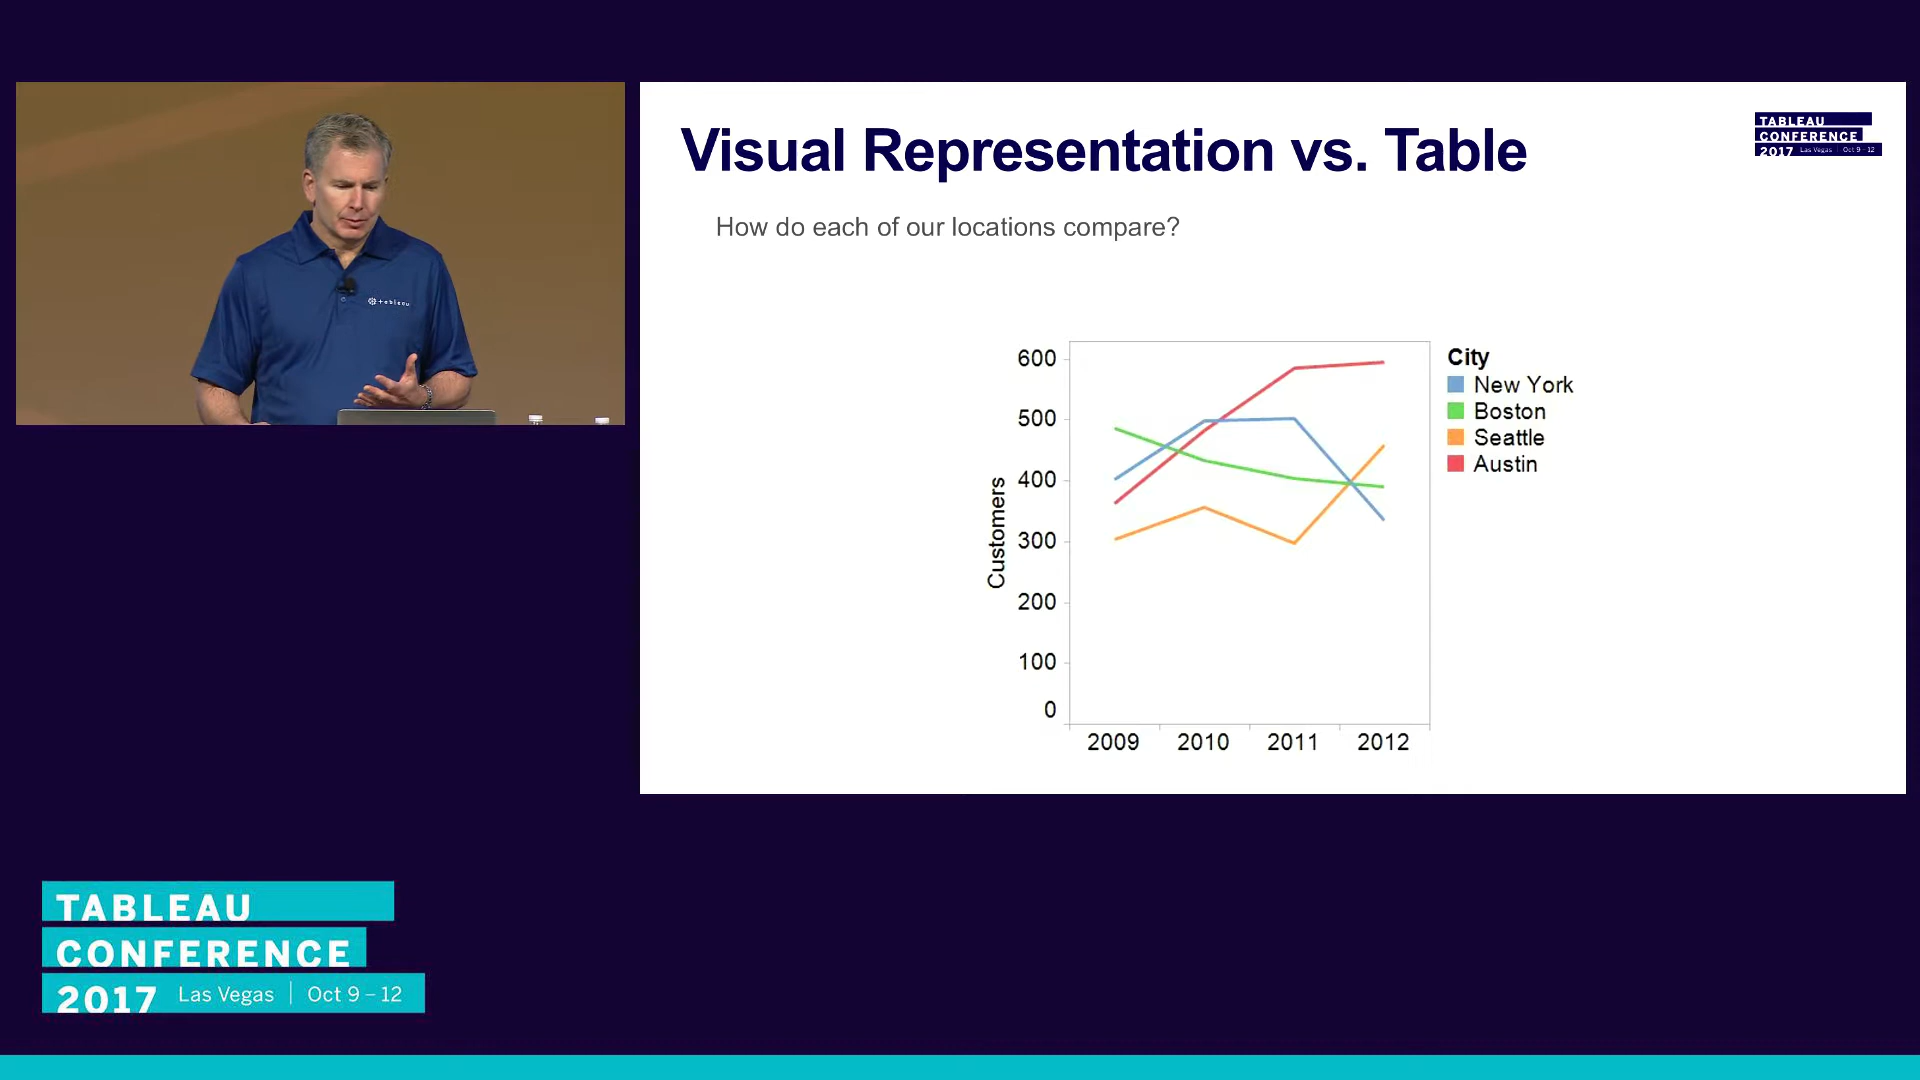 tableau
Visual Representation vs. Table
TABLEAU
CONFERENCE
2017 Las Vegas | Oct 9 - 12
How do each of our locations compare?
600
500
400
300
200
100
0
Customers
2009 2010 2011 2012
City
New York
Boston
Seattle
Austin
TABLEAU
CONFERENCE
2017 Las Vegas | Oct 9 – 12